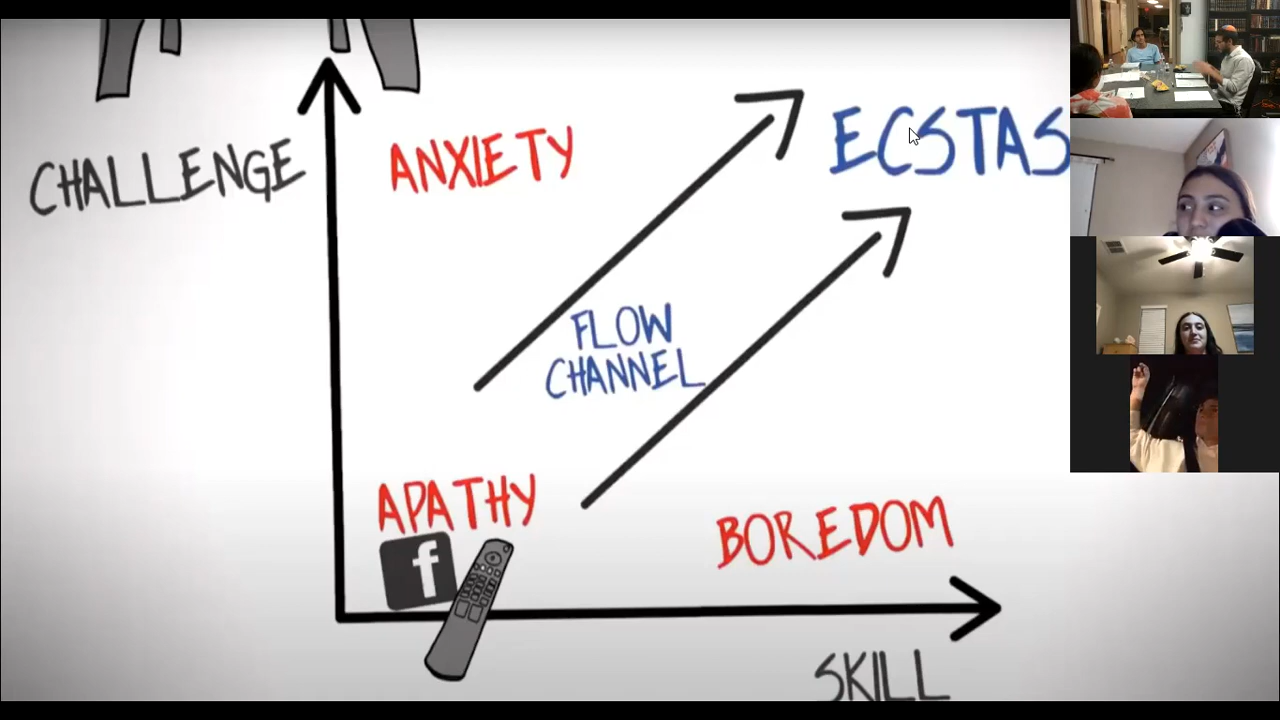 CHALLENGE
ANXIETY
ECSTAS
FLOW
CHANNEL
APATHY
f
BOREDOM
SKILL